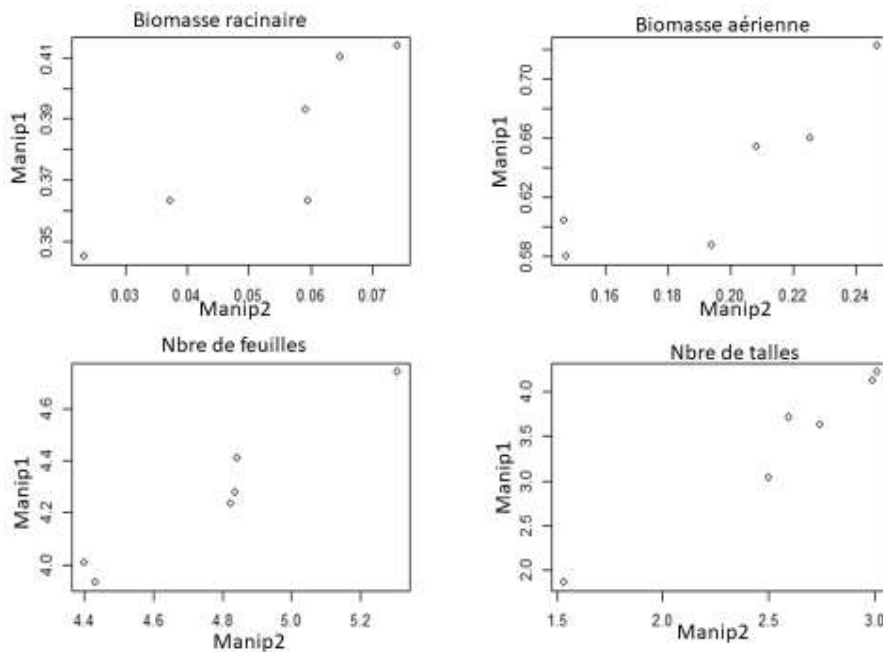 Biomasse racinaire
0.41
0.39
0.37
0.35
Manip1
0.03 0.04 0.05 0.06 0.07
Manip2
Biomasse aérienne
0.70
0.66
0.62
0.58
Manip1
0.16 0.18 0.20 0.22 0.24
Manip2
Nbre de feuilles
4.6
4.4
4.2
4.0
Manip1
4.4 4.6 4.8 5.0 5.2
Manip2
Nbre de talles
4.0
3.5
3.0
2.5
2.0
Manip1
1.5 2.0 2.5 3.0
Manip2